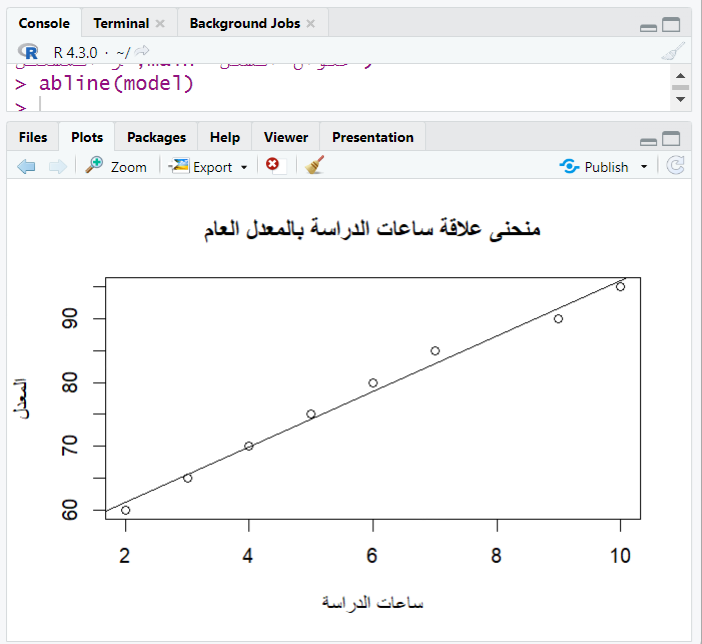 Console Terminal Background Jobs
R 4.3.0 · ~/
> abline(model)
>
Files Plots Packages Help Viewer Presentation
Zoom Export Publish
منحنى علاقة ساعات الدراسة بالمعدل العام
المعدل
90
80
70
60
2 4 6 8 10
ساعات الدراسة